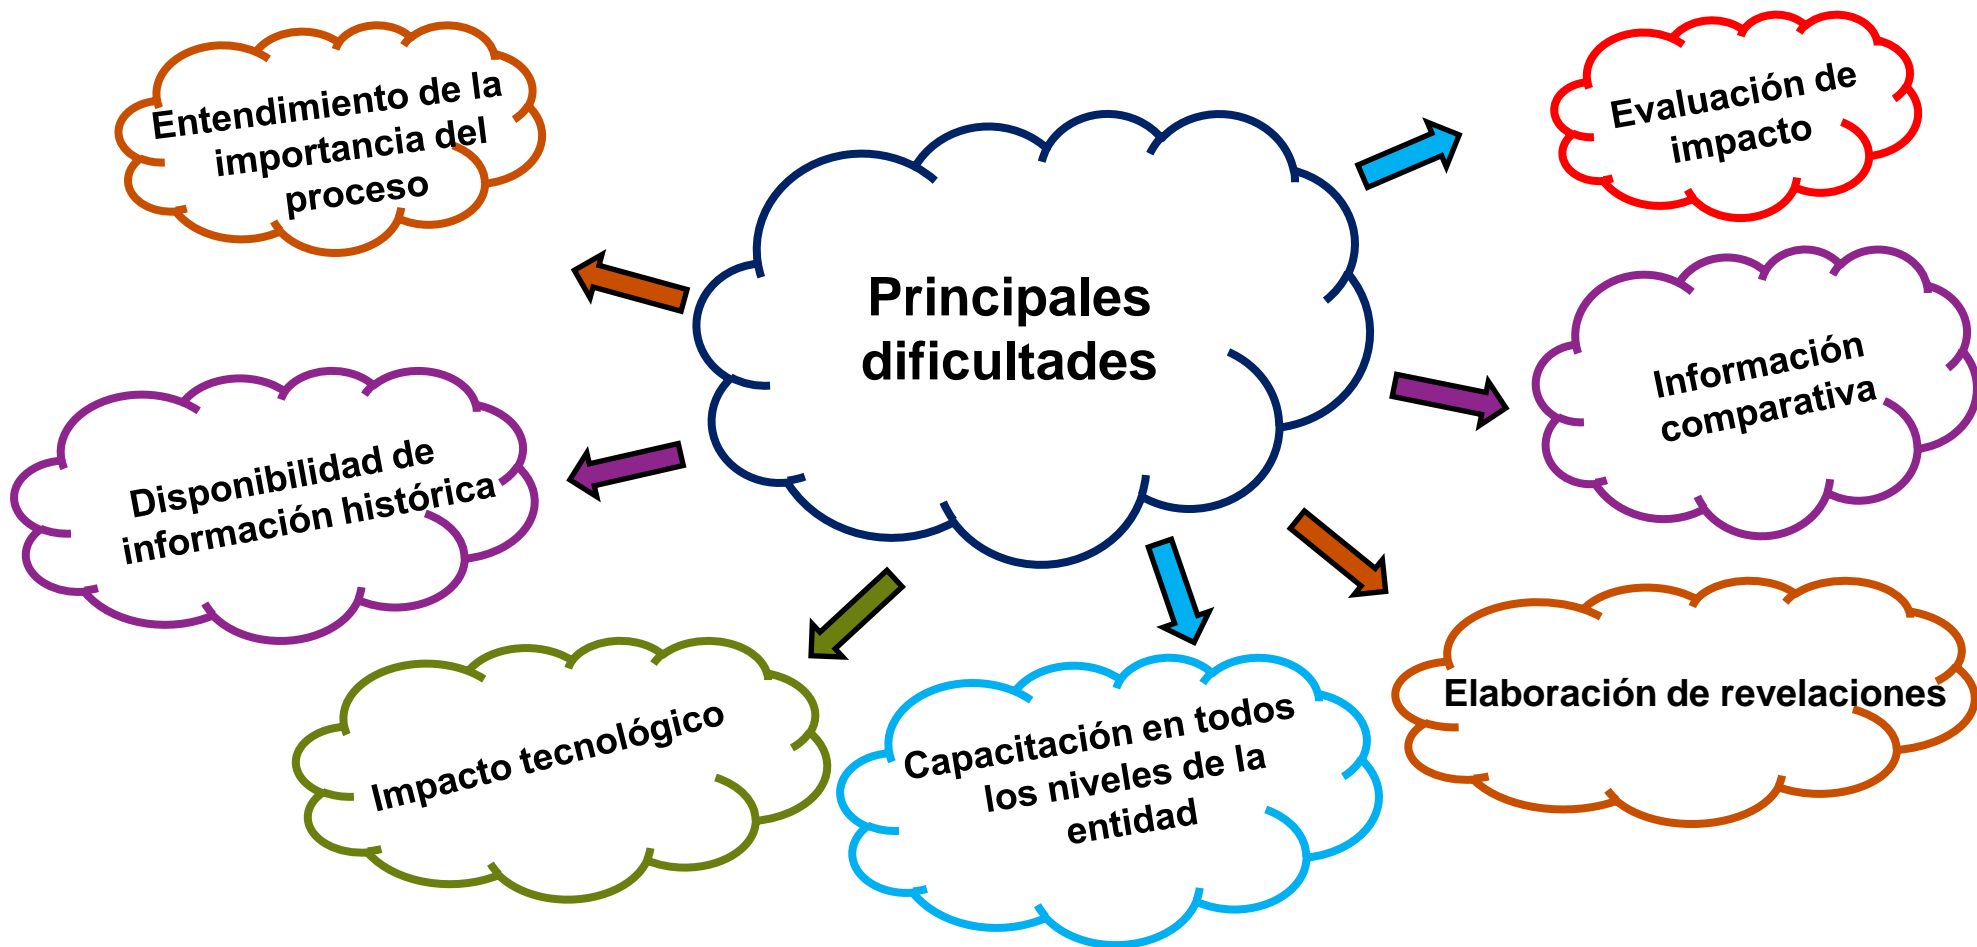 Entendimiento de la
importancia del
proceso
Evaluación de
impacto
Principales
dificultades
Información
comparativa
Disponibilidad de
información histórica
Elaboración de revelaciones
Impacto tecnológico
Capacitación en todos
los niveles de la
entidad